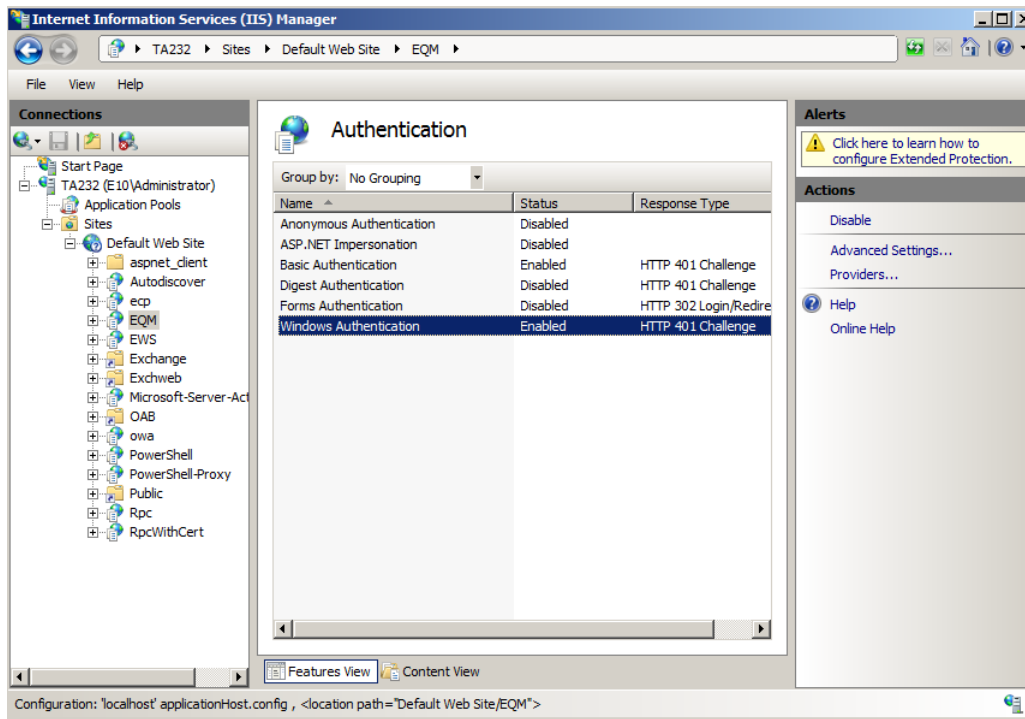 Internet Information Services (IIS) Manager
TA232 Sites Default Web Site EQM
File View Help
Connections
Start Page
TA232 (E10\Administrator)
Application Pools
Sites
Default Web Site
aspnet_client
Autodiscover
ecp
EQM
EWS
Exchange
Exchweb
Microsoft-Server-Act
OAB
owa
PowerShell
PowerShell-Proxy
Public
Rpc
RpcWithCert
Authentication
Group by: No Grouping
Name Status Response Type
Anonymous Authentication Disabled
ASP.NET Impersonation Disabled
Basic Authentication Enabled HTTP 401 Challenge
Digest Authentication Disabled HTTP 401 Challenge
Forms Authentication Disabled HTTP 302 Login/Redire
Windows Authentication Enabled HTTP 401 Challenge
Features View Content View
Alerts
Click here to learn how to
configure Extended Protection.
Actions
Disable
Advanced Settings...
Providers...
Help
Online Help
Configuration: 'localhost' applicationHost.config , <location path="Default Web Site/EQM">